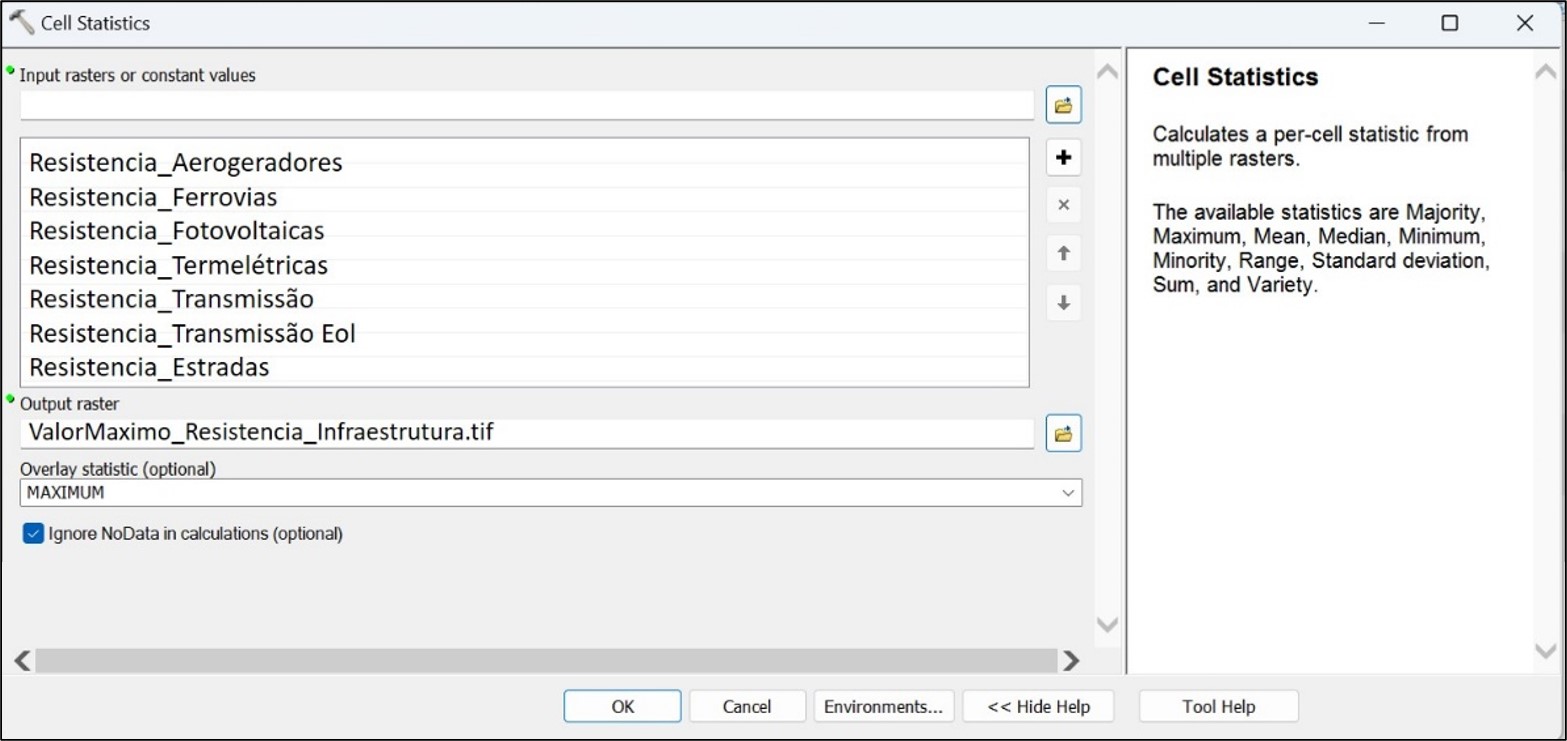 Cell Statistics
Input rasters or constant values
Resistencia_Aerogeradores
Resistencia_Ferrovias
Resistencia_Fotovoltaicas
Resistencia_Termelétricas
Resistencia_Transmissão
Resistencia_Transmissão Eol
Resistencia_Estradas
Output raster
ValorMaximo_Resistencia_Infraestrutura.tif
Overlay statistic (optional)
MAXIMUM
Ignore NoData in calculations (optional)
Cell Statistics
Calculates a per-cell statistic from
multiple rasters.
The available statistics are Majority,
Maximum, Mean, Median, Minimum,
Minority, Range, Standard deviation,
Sum, and Variety.
OK
Cancel
Environments...
<< Hide Help
Tool Help